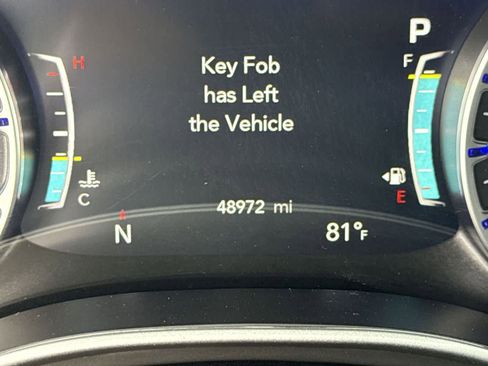 P
H
F
Key Fob
has Left
the Vehicle
C
E
48972 mi
N
81°F